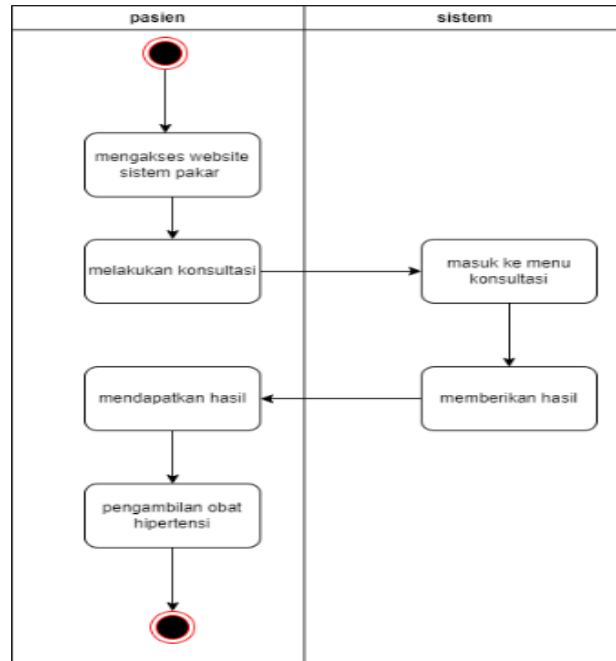 pasien
sistem
mengakses website
sistem pakar
melakukan konsultasi
masuk ke menu
konsultasi
mendapatkan hasil
memberikan hasil
pengambilan obat
hipertensi